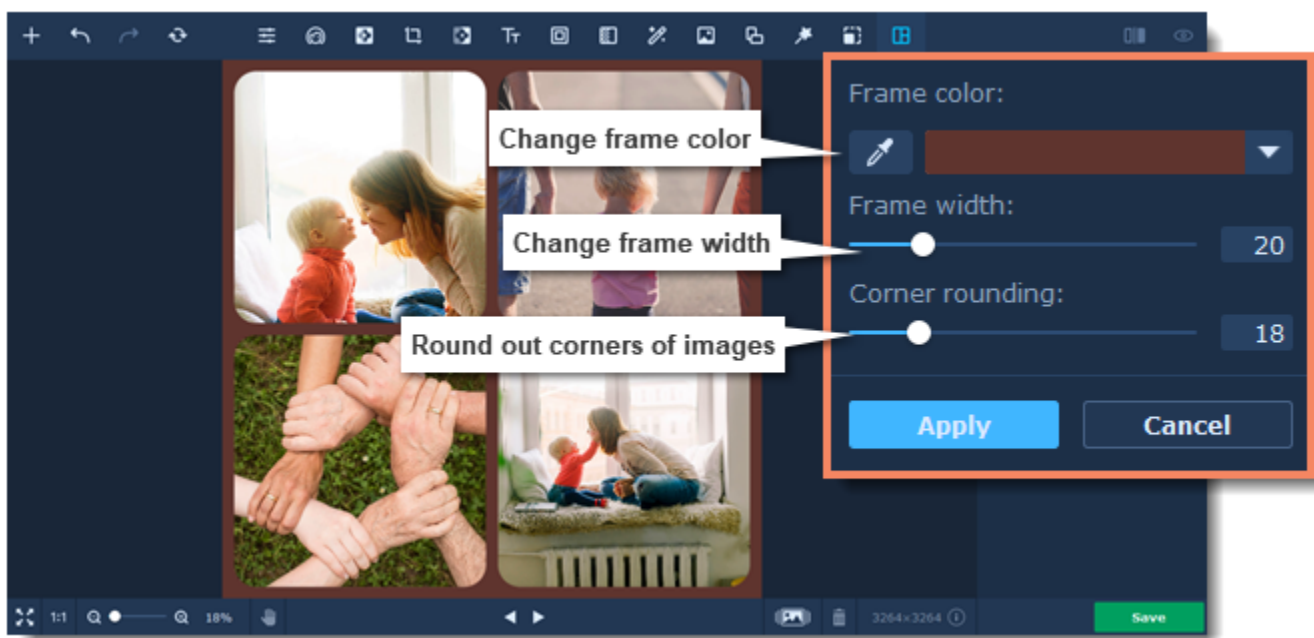 Tт
Frame color:
Change frame color
Frame width:
Change frame width
20
Corner rounding:
Round out corners of images
18
Apply
Cancel
1:1
18%
3264×3264
Save